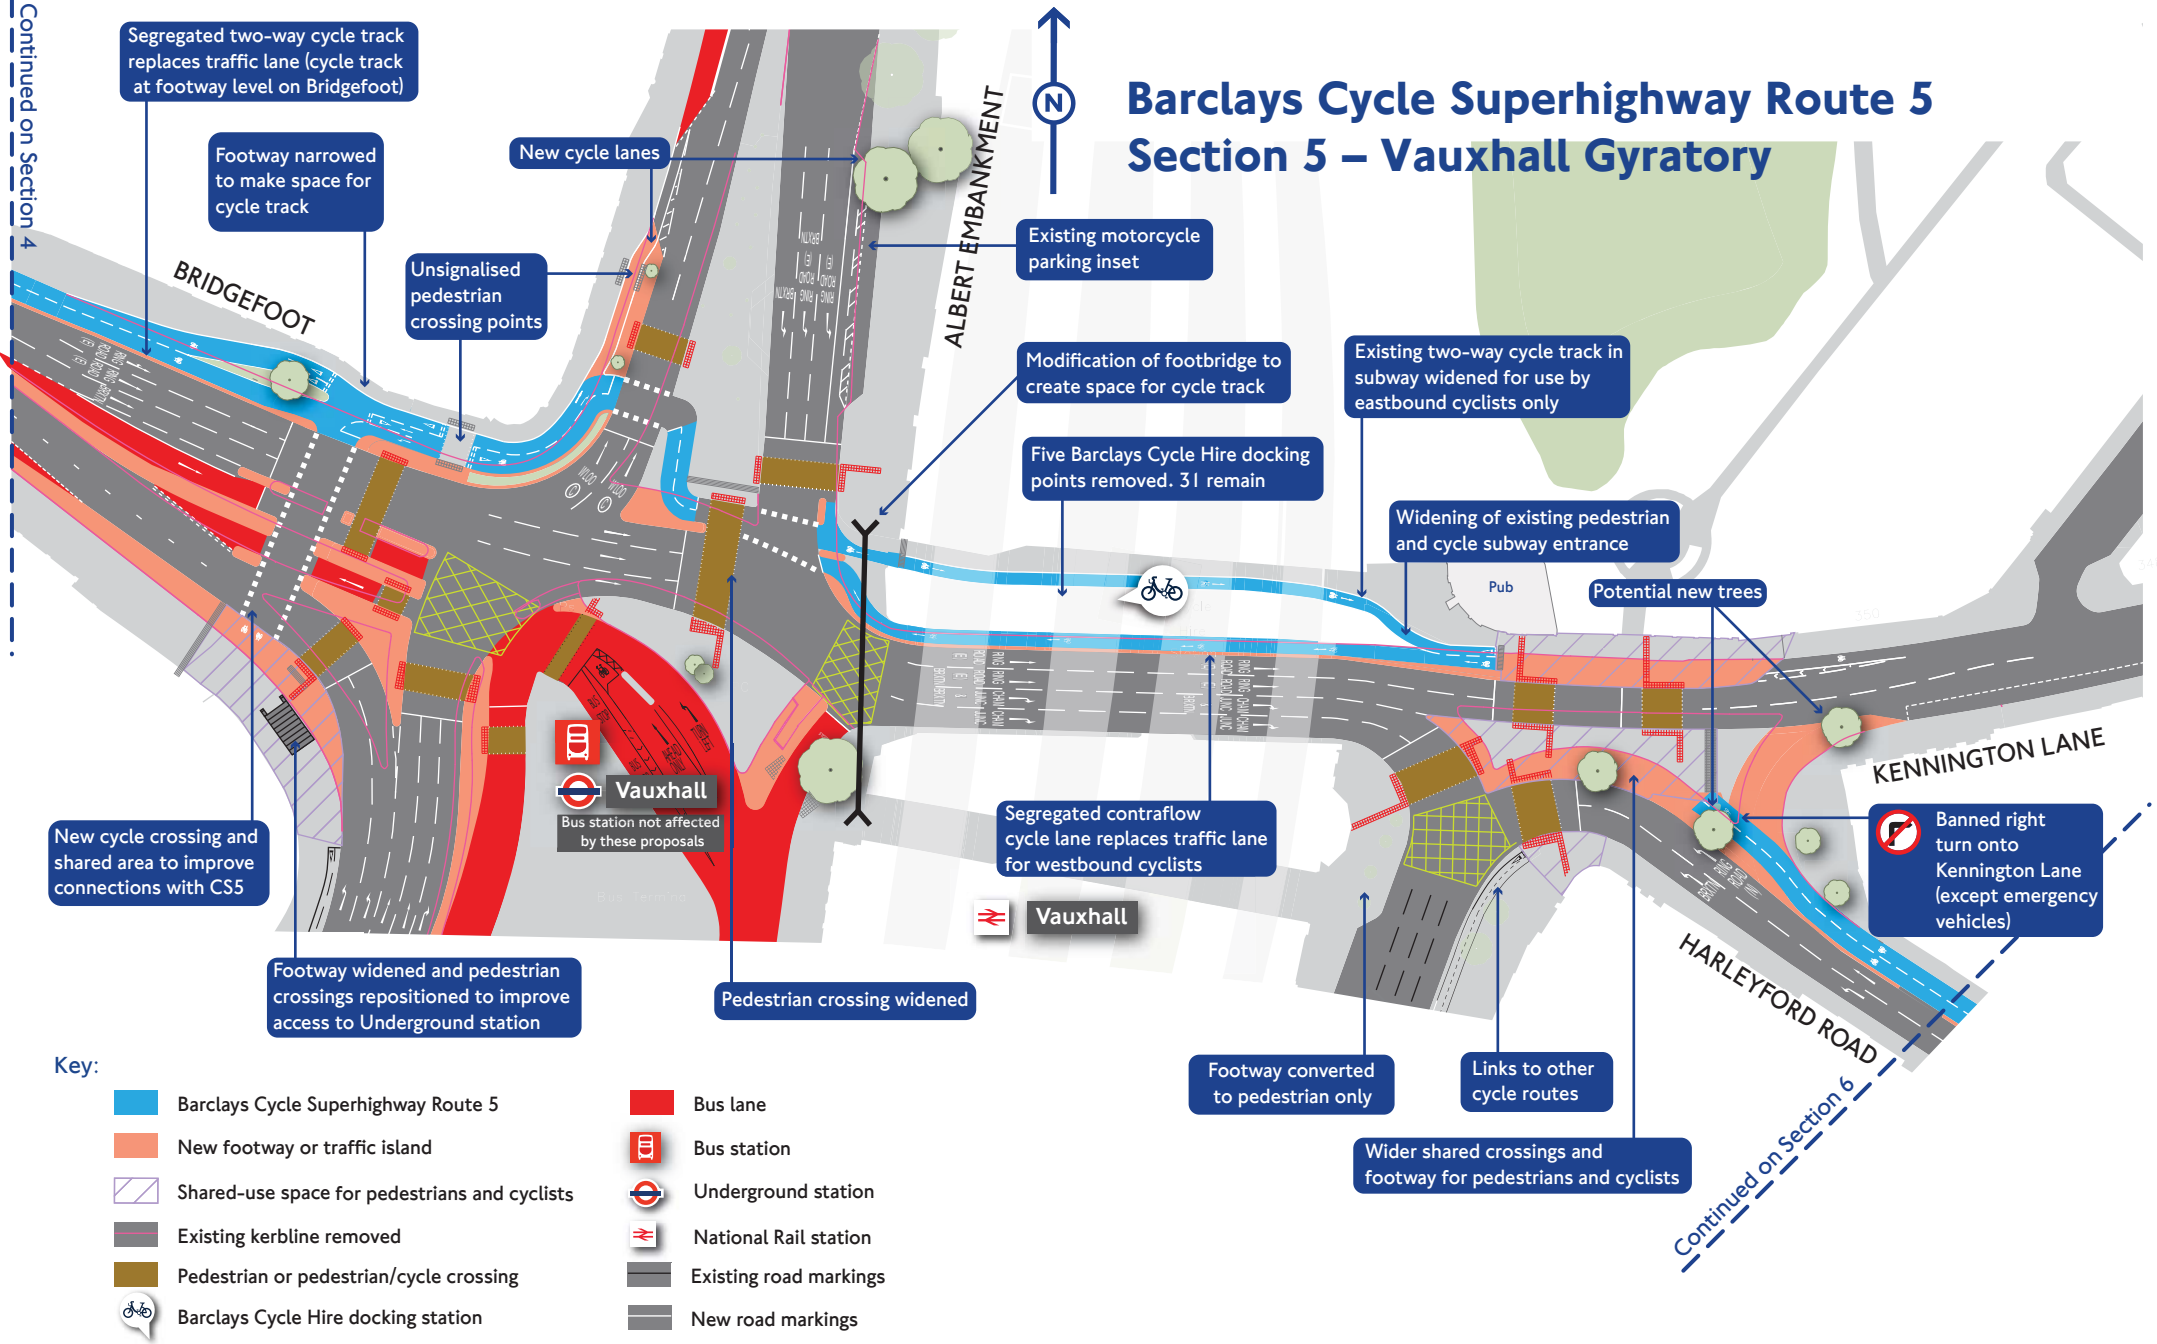 Continued on Section 4
Segregated two-way cycle track
replaces traffic lane (cycle track
at footway level on Bridgefoot)
Footway narrowed
to make space for
cycle track
New cycle lanes
Barclays Cycle Superhighway Route 5
Section 5 – Vauxhall Gyratory
N
BRIDGEFOOT
Unsignalised
pedestrian
crossing points
ALBERT EMBANKMENT
Existing motorcycle
parking inset
Modification of footbridge to
create space for cycle track
Existing two-way cycle track in
subway widened for use by
eastbound cyclists only
Five Barclays Cycle Hire docking
points removed. 31 remain
Widening of existing pedestrian
and cycle subway entrance
Pub
Potential new trees
KENNINGTON LANE
Vauxhall
Bus station not affected
by these proposals
New cycle crossing and
shared area to improve
connections with CS5
Segregated contraflow
cycle lane replaces traffic lane
for westbound cyclists
Banned right
turn onto
Kennington Lane
(except emergency
vehicles)
Vauxhall
HARLEYFORD ROAD
Footway widened and pedestrian
crossings repositioned to improve
access to Underground station
Pedestrian crossing widened
Footway converted
to pedestrian only
Links to other
cycle routes
Wider shared crossings and
footway for pedestrians and cyclists
Continued on Section 6
Key:
Barclays Cycle Superhighway Route 5
New footway or traffic island
Shared-use space for pedestrians and cyclists
Existing kerbline removed
Pedestrian or pedestrian/cycle crossing
Barclays Cycle Hire docking station
Bus lane
Bus station
Underground station
National Rail station
Existing road markings
New road markings